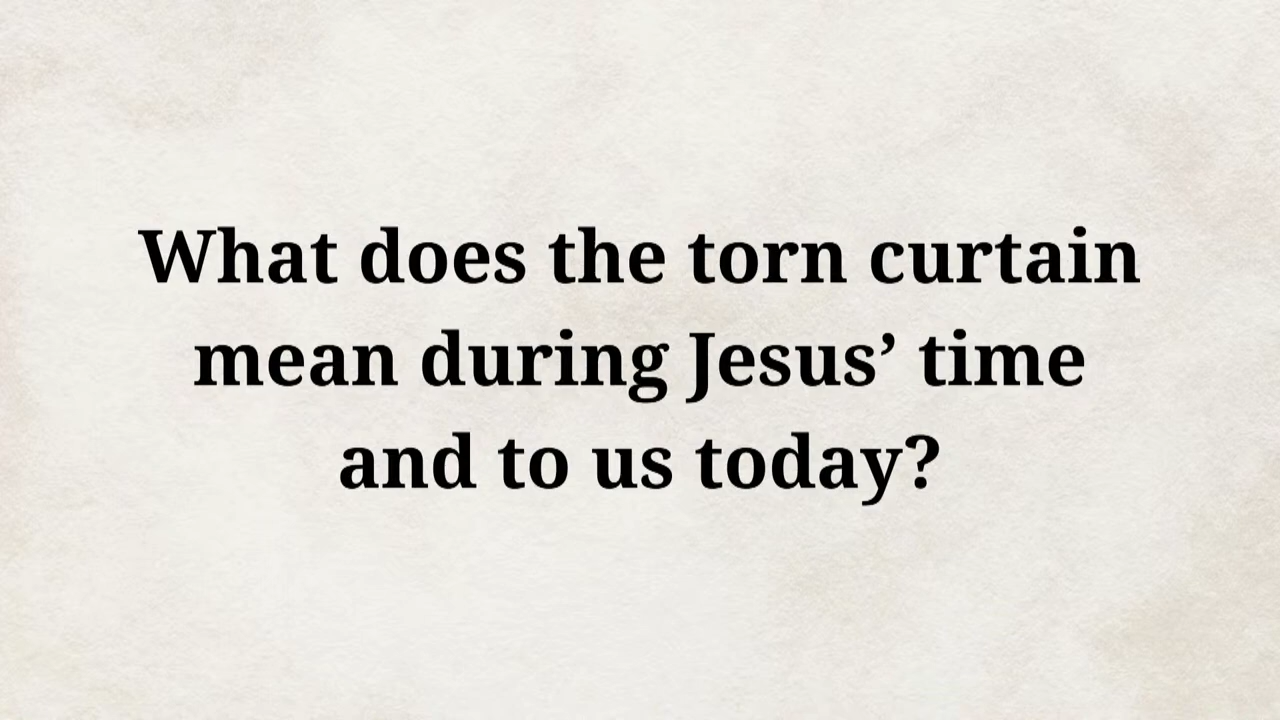 What does the torn curtain
mean during Jesus’ time
and to us today?